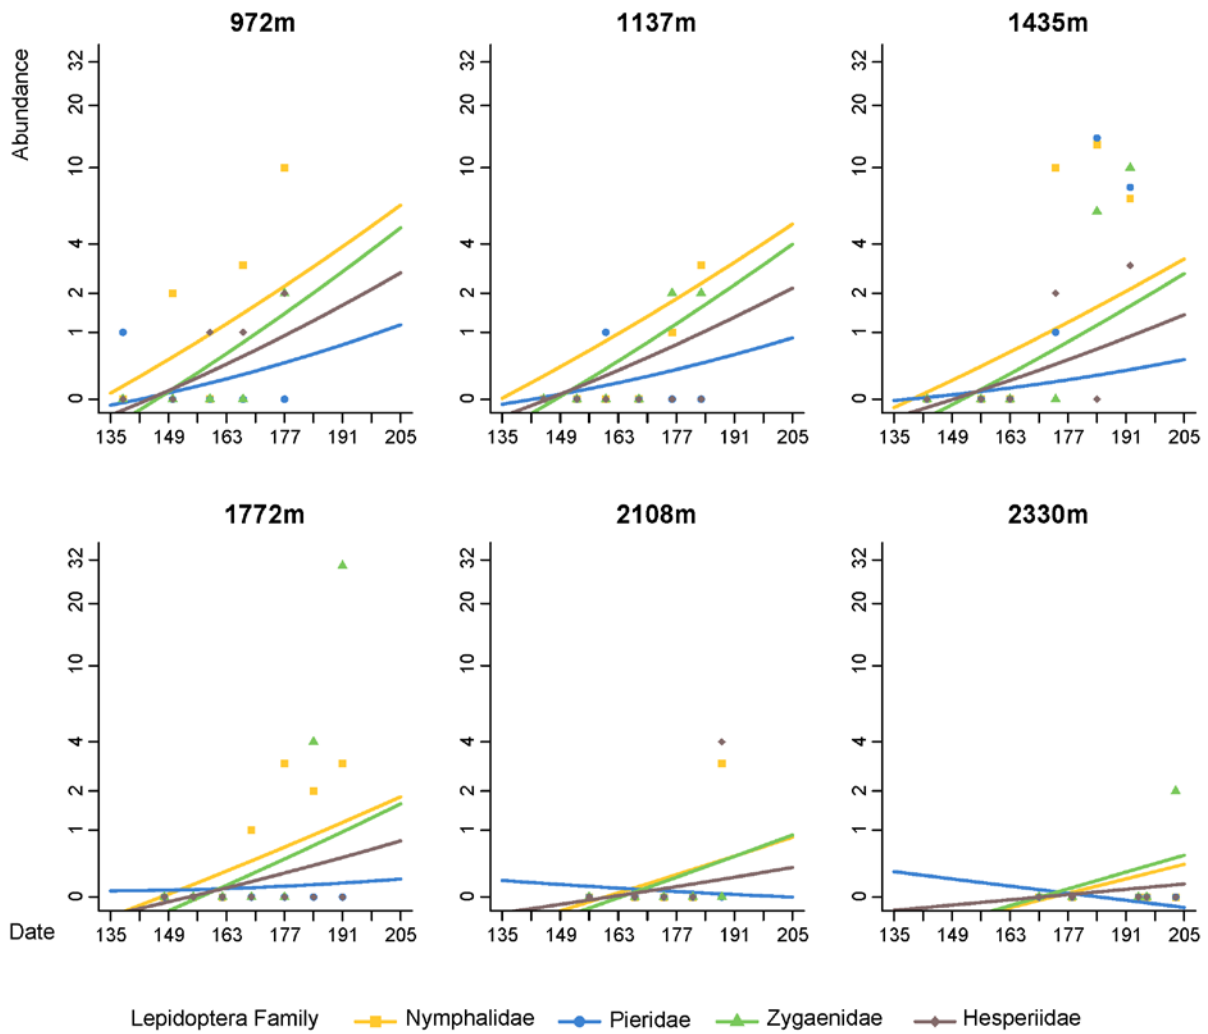 972m 1137m 1435m
Abundance
32 32 32
20 20 20
10 10 10
4 4 4
2 2 2
1 1 1
0 0 0
135 149 163 177 191 205 135 149 163 177 191 205 135 149 163 177 191 205
1772m 2108m 2330m
32 32 32
20 20 20
10 10 10
4 4 4
2 2 2
1 1 1
0 0 0
Date 135 149 163 177 191 205 135 149 163 177 191 205 135 149 163 177 191 205
Lepidoptera Family Nymphalidae Pieridae Zygaenidae Hesperiidae